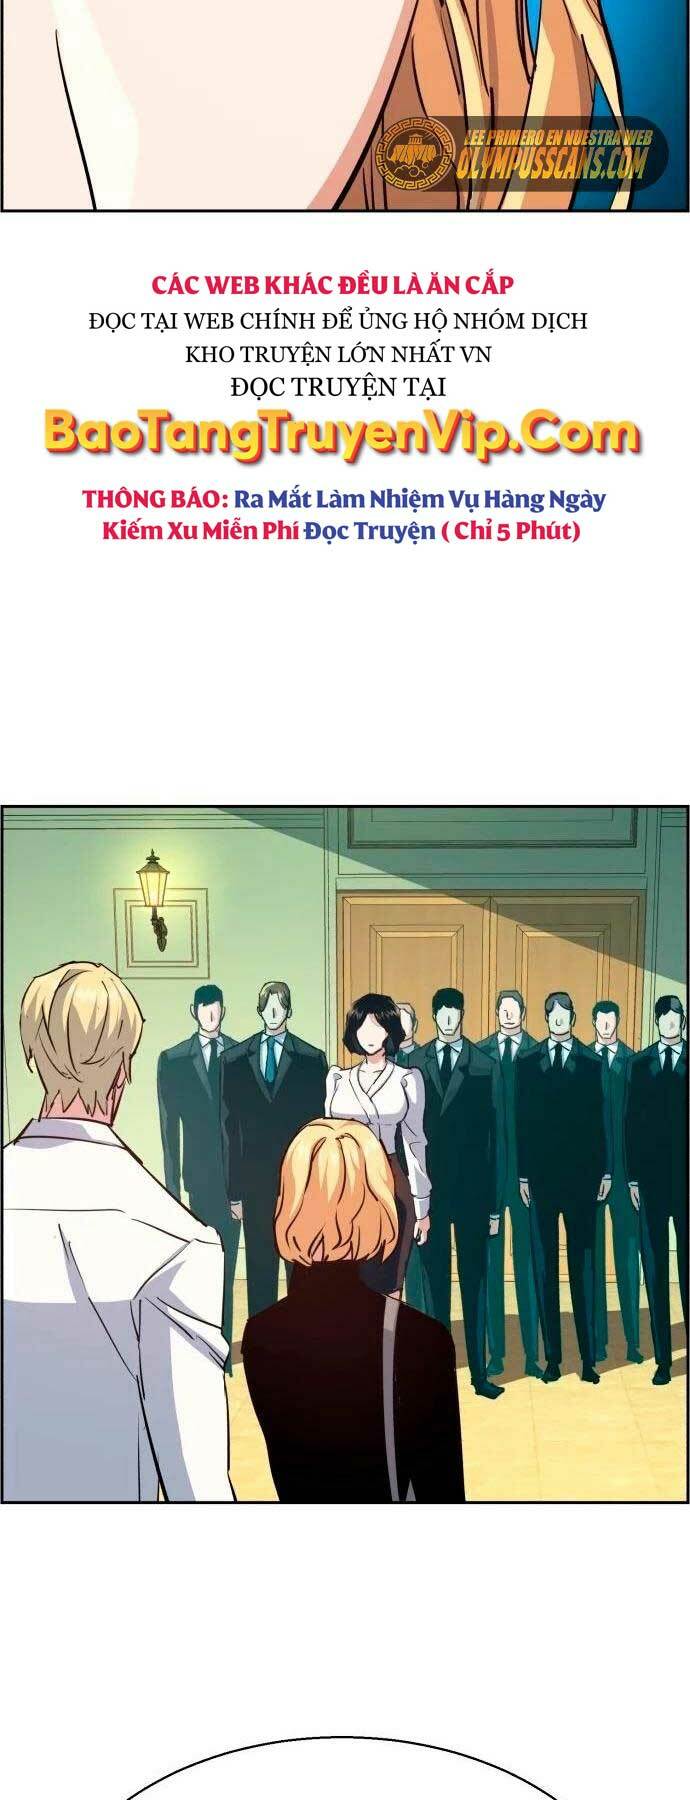 LEE PRIMERO EN NUESTRA WEB
OLYMPUSSCANS.COM
CÁC WEB KHÁC ĐỀU LÀ ĂN CẮP
ĐỌC TẠI WEB CHÍNH ĐỂ ỦNG HỘ NHÓM DỊCH
KHO TRUYỆN LỚN NHẤT VN
ĐỌC TRUYỆN TẠI
BaoTangTruyenVip.Com
THÔNG BÁO: Ra Mắt Làm Nhiệm Vụ Hàng Ngày
Kiếm Xu Miễn Phí Đọc Truyện ( Chỉ 5 Phút)